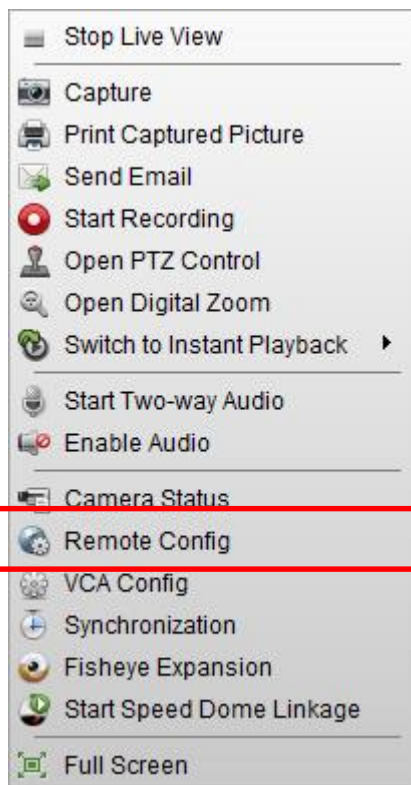 Stop Live View
Capture
Print Captured Picture
Send Email
Start Recording
Open PTZ Control
Open Digital Zoom
Switch to Instant Playback
Start Two-way Audio
Enable Audio
Camera Status
Remote Config
VCA Config
Synchronization
Fisheye Expansion
Start Speed Dome Linkage
Full Screen